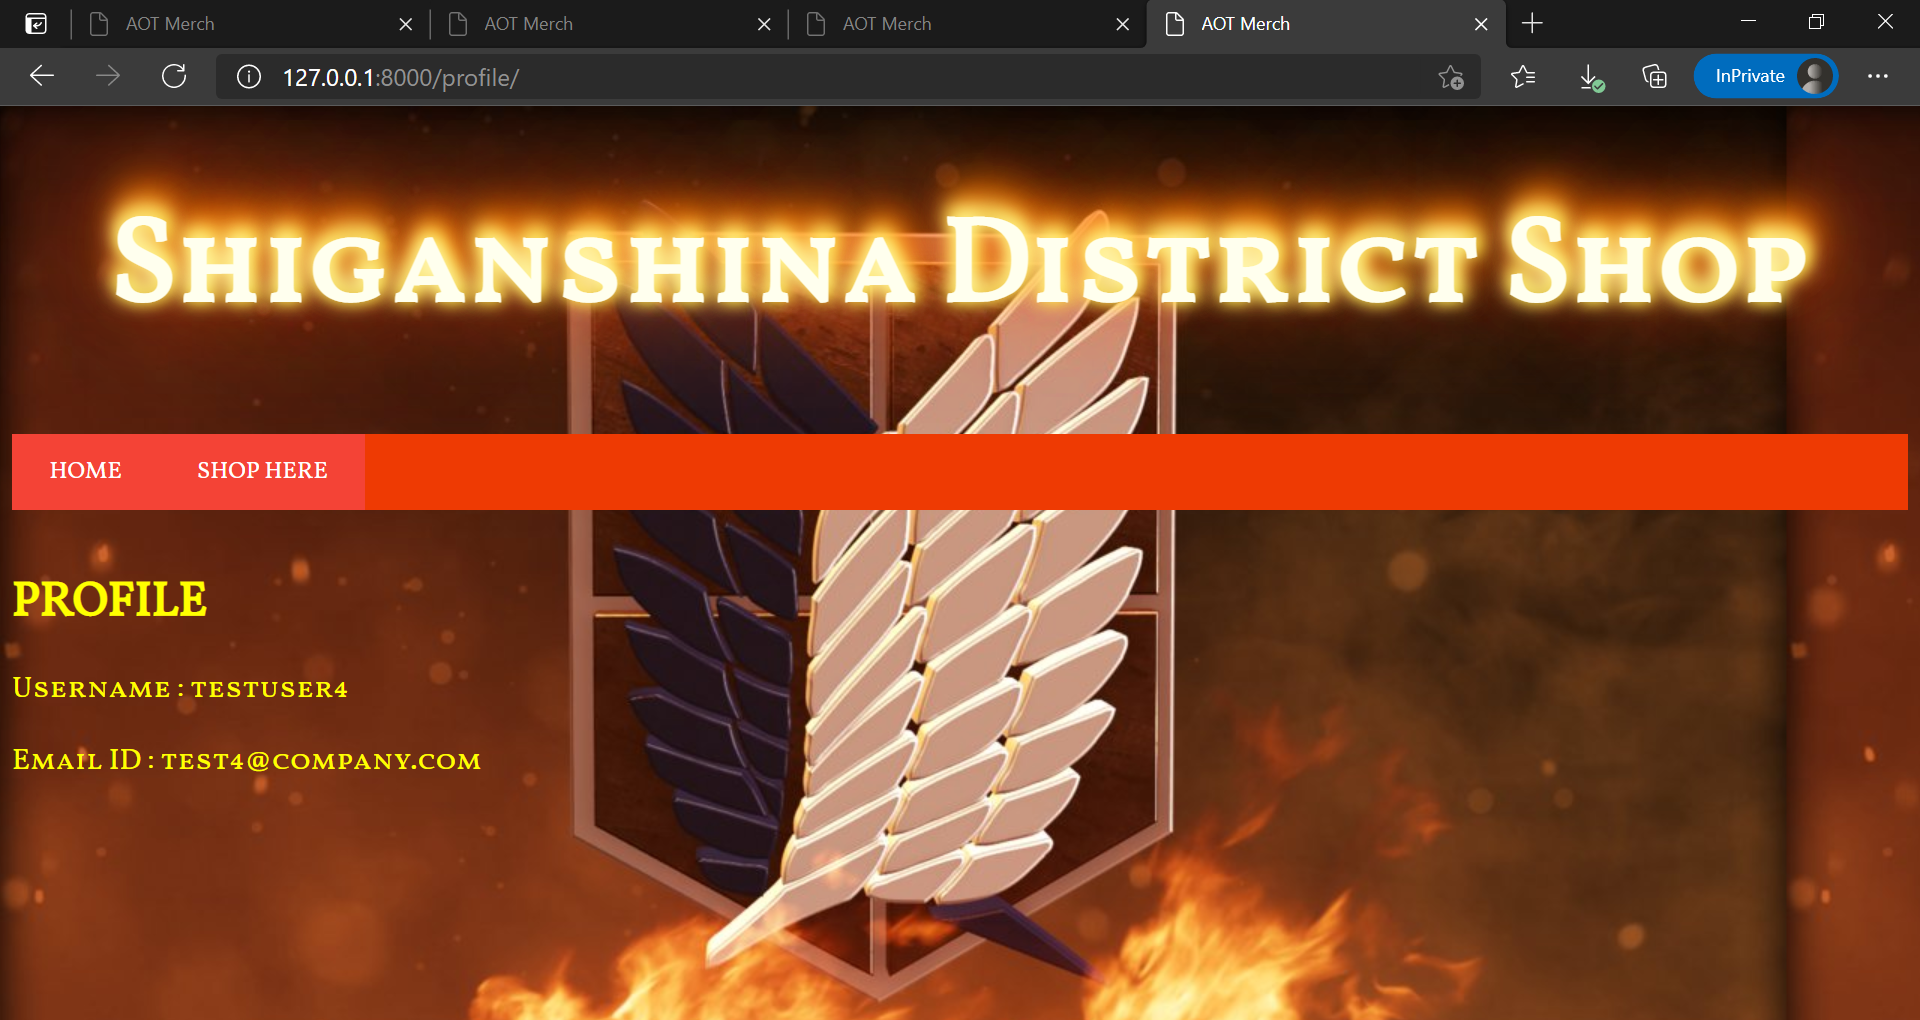 AOT Merch AOT Merch AOT Merch AOT Merch
127.0.0.1:8000/profile/ InPrivate
Shiganshina District Shop
HOME SHOP HERE
PROFILE
Username : testuser4
Email ID : test4@company.com